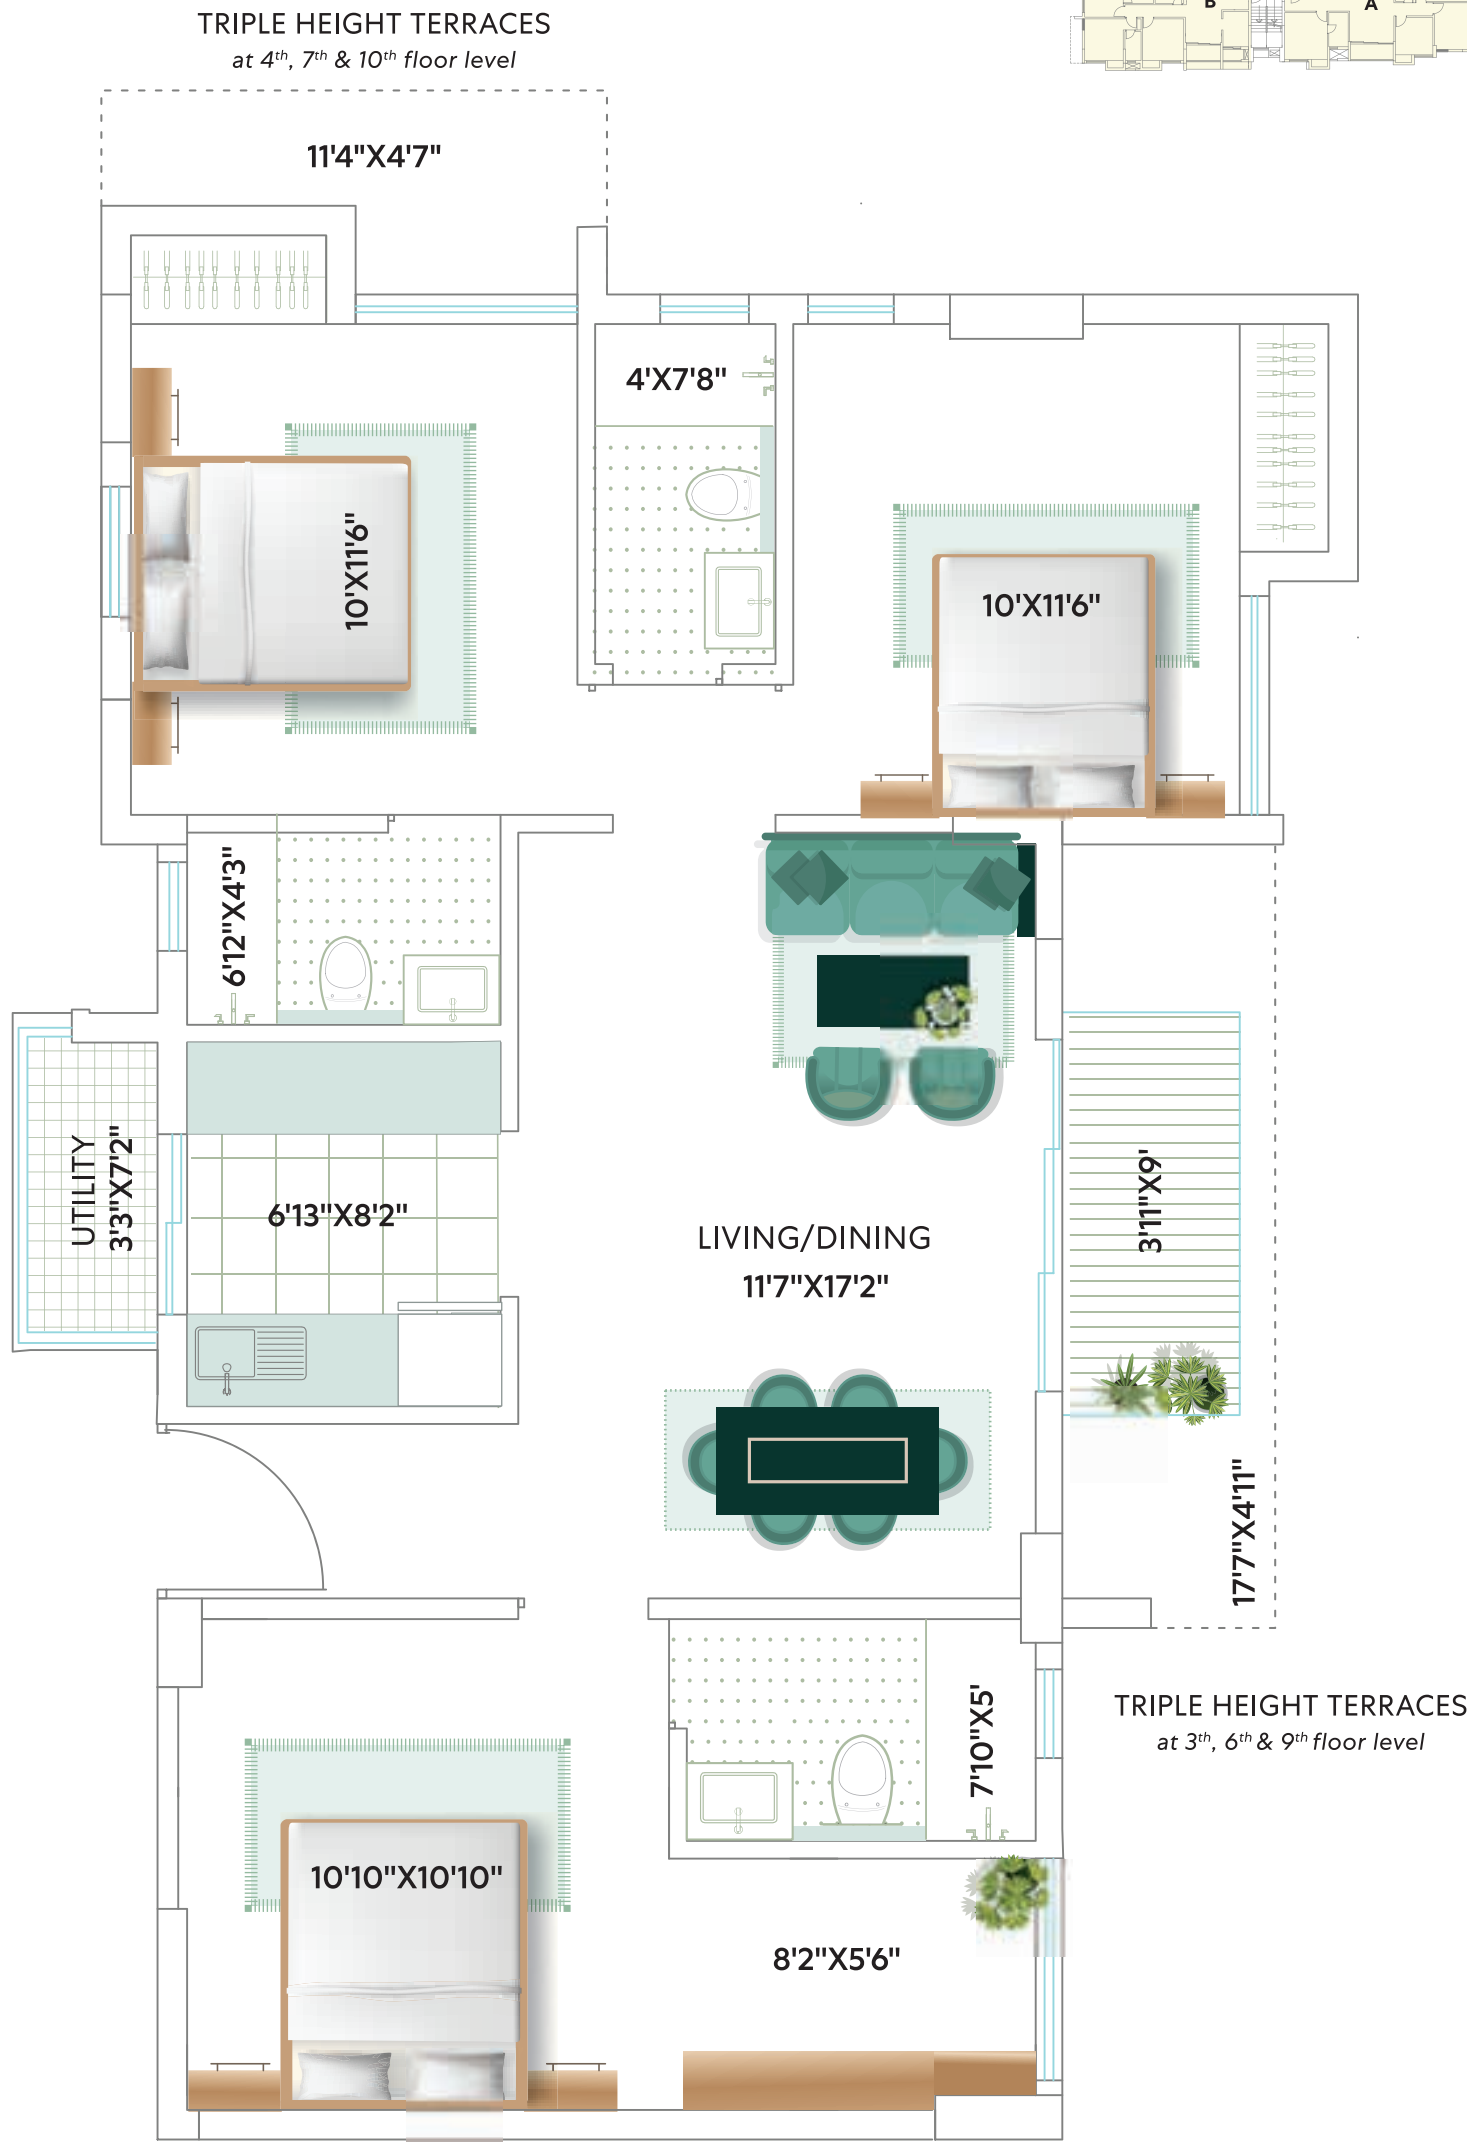 B
A
TRIPLE HEIGHT TERRACES
at 4th, 7th & 10th floor level
11'4"X4'7"
4'X7'8"
10'X11'6"
10'X11'6"
6'12"X4'3"
UTILITY
3'3"X7'2"
6'13"X8'2"
LIVING/DINING
11'7"X17'2"
3'11"X9'
17'7"X4'11"
TRIPLE HEIGHT TERRACES
at 3th, 6th & 9th floor level
7'10"X5'
10'10"X10'10"
8'2"X5'6"